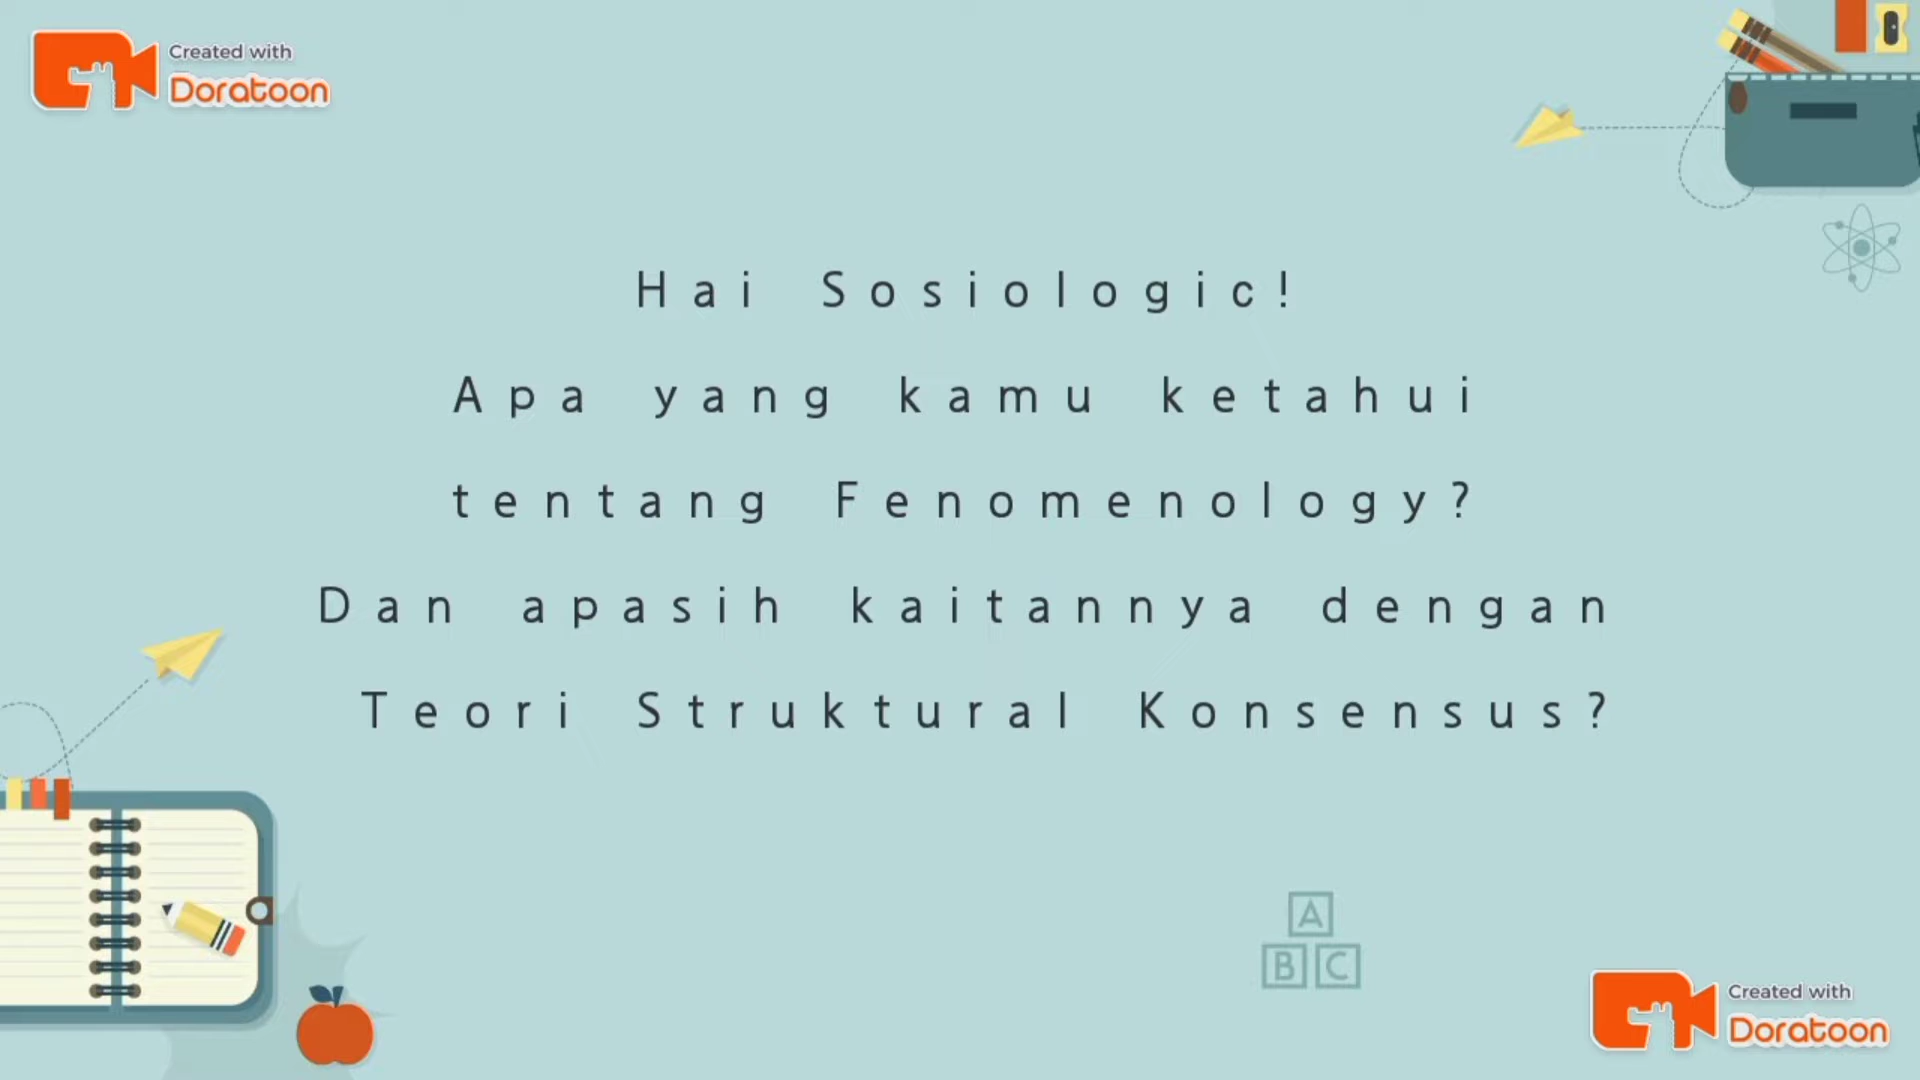 Created with
Doratoon
Hai Sosiologic!
Apa yang kamu ketahui
tentang Fenomenology?
Dan apasih kaitannya dengan
Teori Struktural Konsensus?
A
B C
Created with
Doratoon